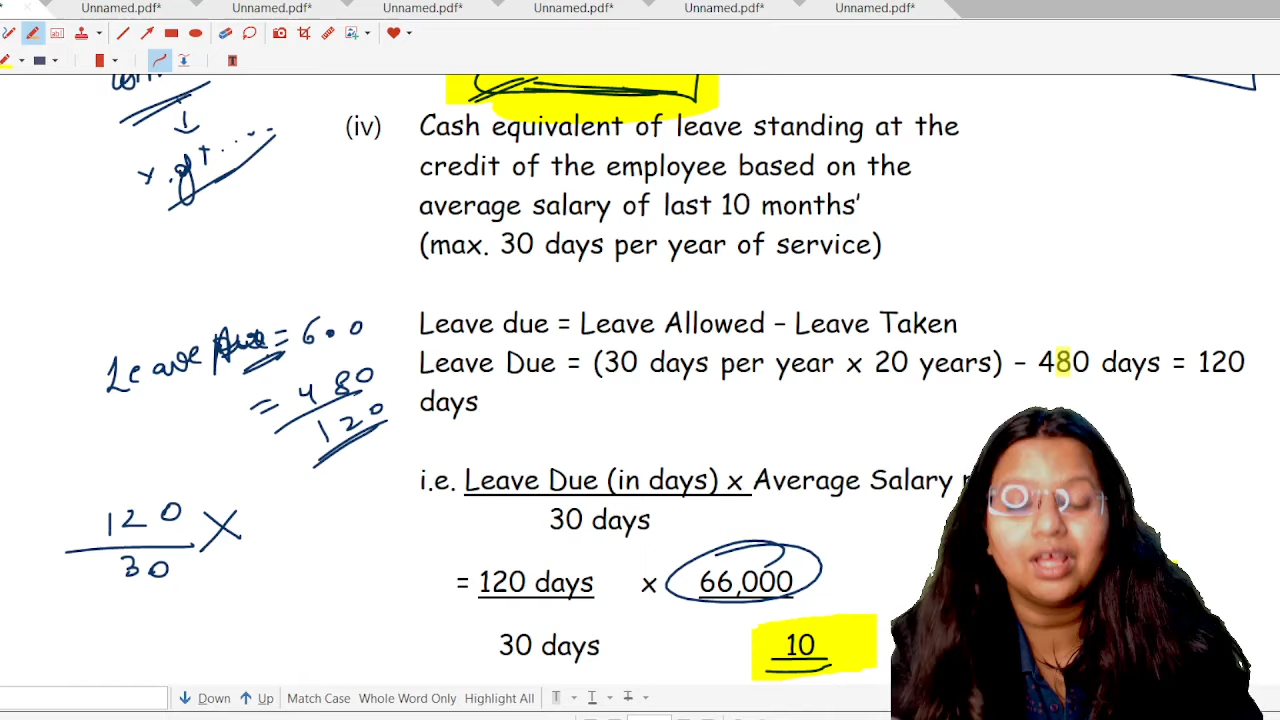 Unnamed.pdf* Unnamed.pdf* Unnamed.pdf* Unnamed.pdf* Unnamed.pdf* Unnamed.pdf*
(iv) Cash equivalent of leave standing at the
credit of the employee based on the
average salary of last 10 months'
(max. 30 days per year of service)
Leave due = Leave Allowed - Leave Taken
Leave Due = (30 days per year x 20 years) - 480 days = 120
days
i.e. Leave Due (in days) x Average Salary
30 days
= 120 days x 66,000
30 days 10
x .gt ....
Leave Due = 600
= 480
120
120 X
30
Down Up Match Case Whole Word Only Highlight All